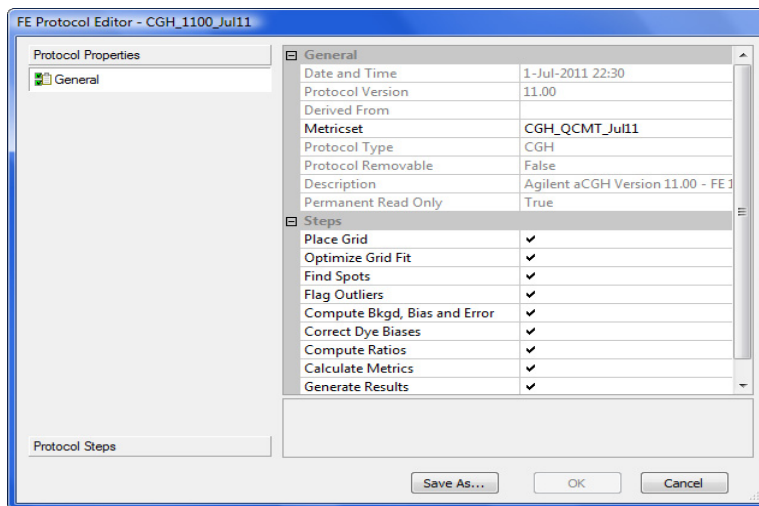 FE Protocol Editor - CGH_1100_Jul11
Protocol Properties
General
General
Date and Time 1-Jul-2011 22:30
Protocol Version 11.00
Derived From
Metricset CGH_QCMT_Jul11
Protocol Type CGH
Protocol Removable False
Description Agilent aCGH Version 11.00 - FE 1
Permanent Read Only True
Steps
Place Grid
Optimize Grid Fit
Find Spots
Flag Outliers
Compute Bkgd, Bias and Error
Correct Dye Biases
Compute Ratios
Calculate Metrics
Generate Results
Protocol Steps
Save As... OK Cancel